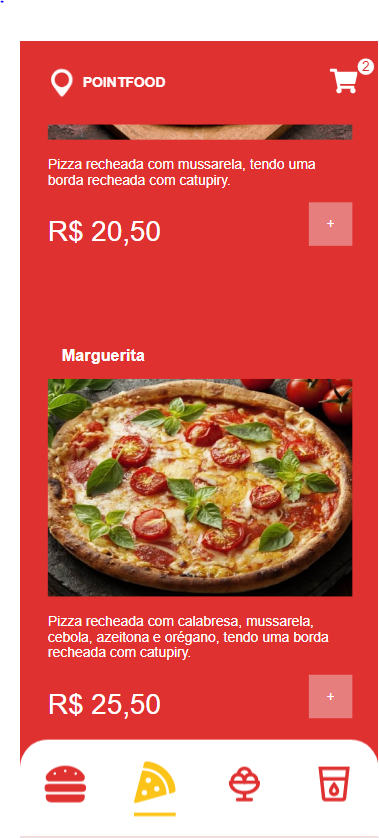 POINTFOOD
2
Pizza recheada com mussarela, tendo uma
borda recheada com catupiry.
R$ 20,50
+
Marguerita
Pizza recheada com calabresa, mussarela,
cebola, azeitona e orégano, tendo uma borda
recheada com catupiry.
R$ 25,50
+